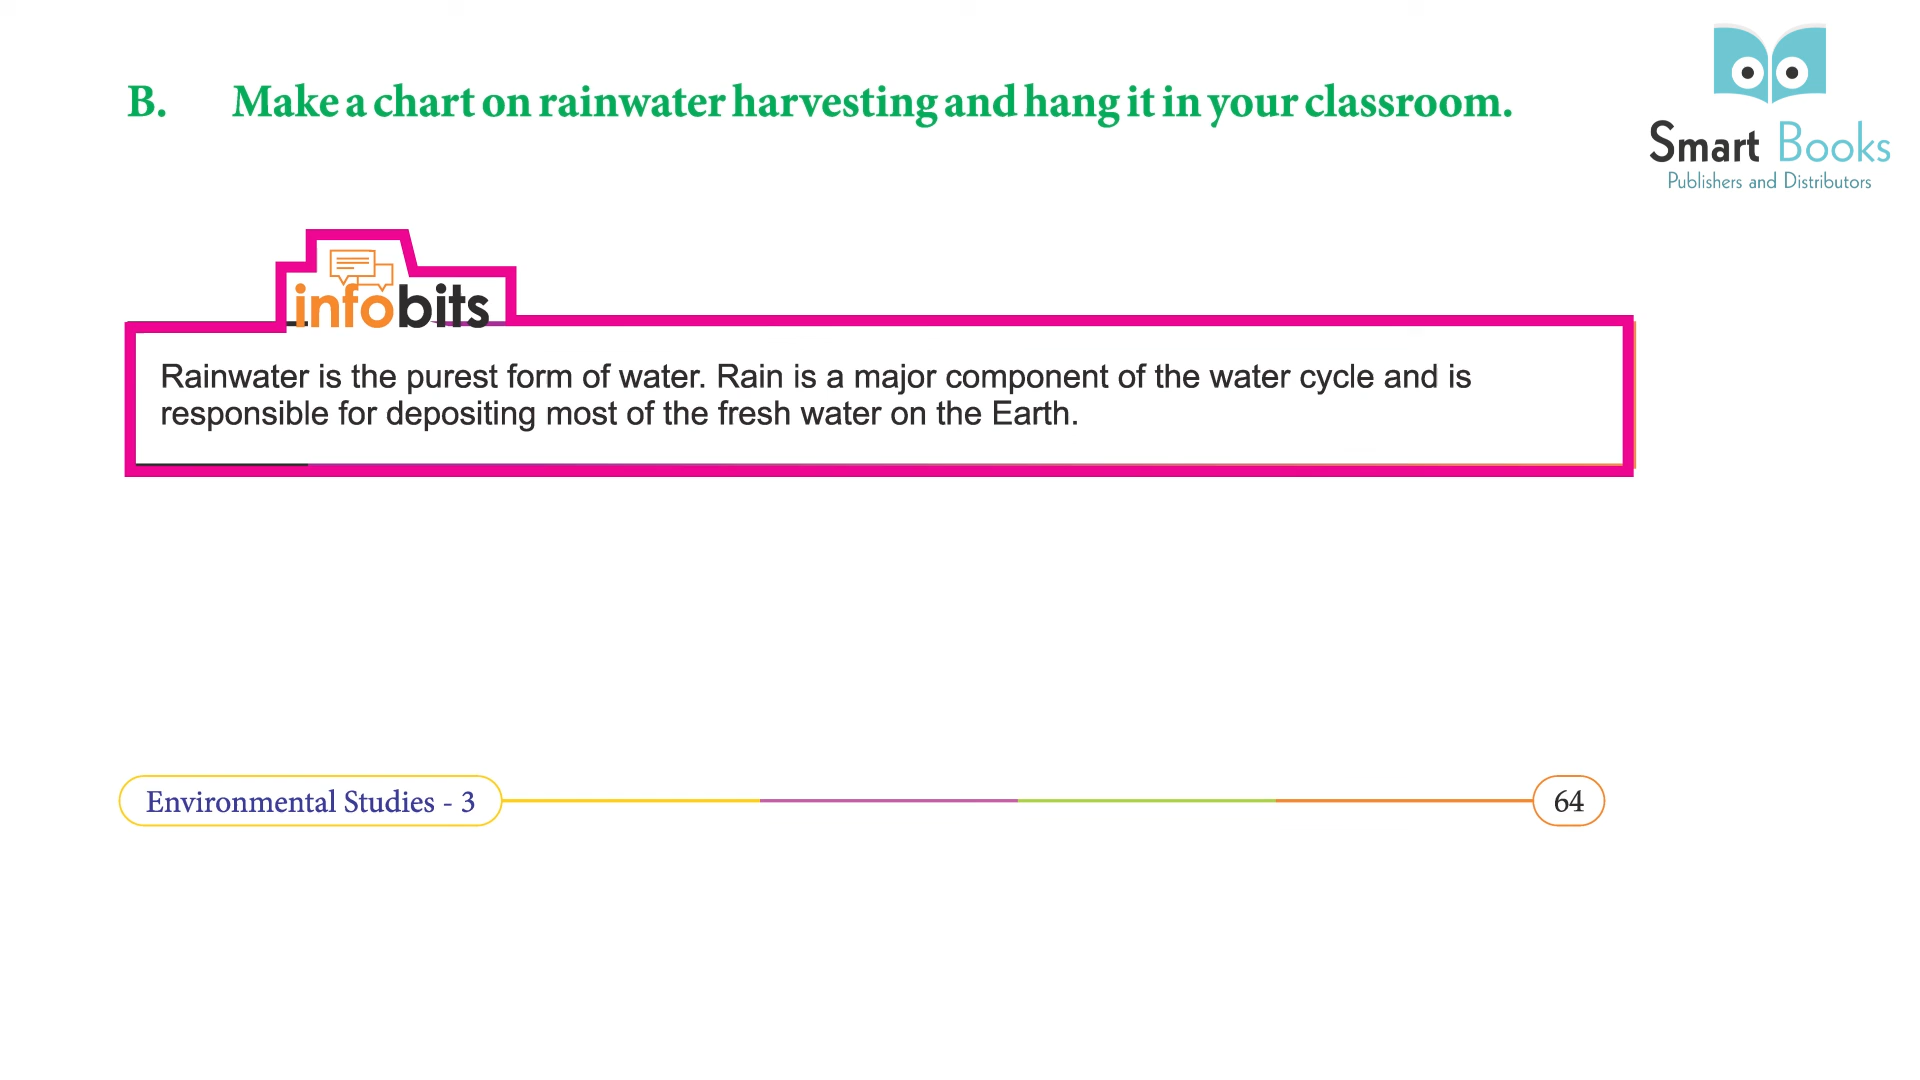 B. Make a chart on rainwater harvesting and hang it in your classroom.
Smart Books
Publishers and Distributors
infobits
Rainwater is the purest form of water. Rain is a major component of the water cycle and is
responsible for depositing most of the fresh water on the Earth.
Environmental Studies - 3
64